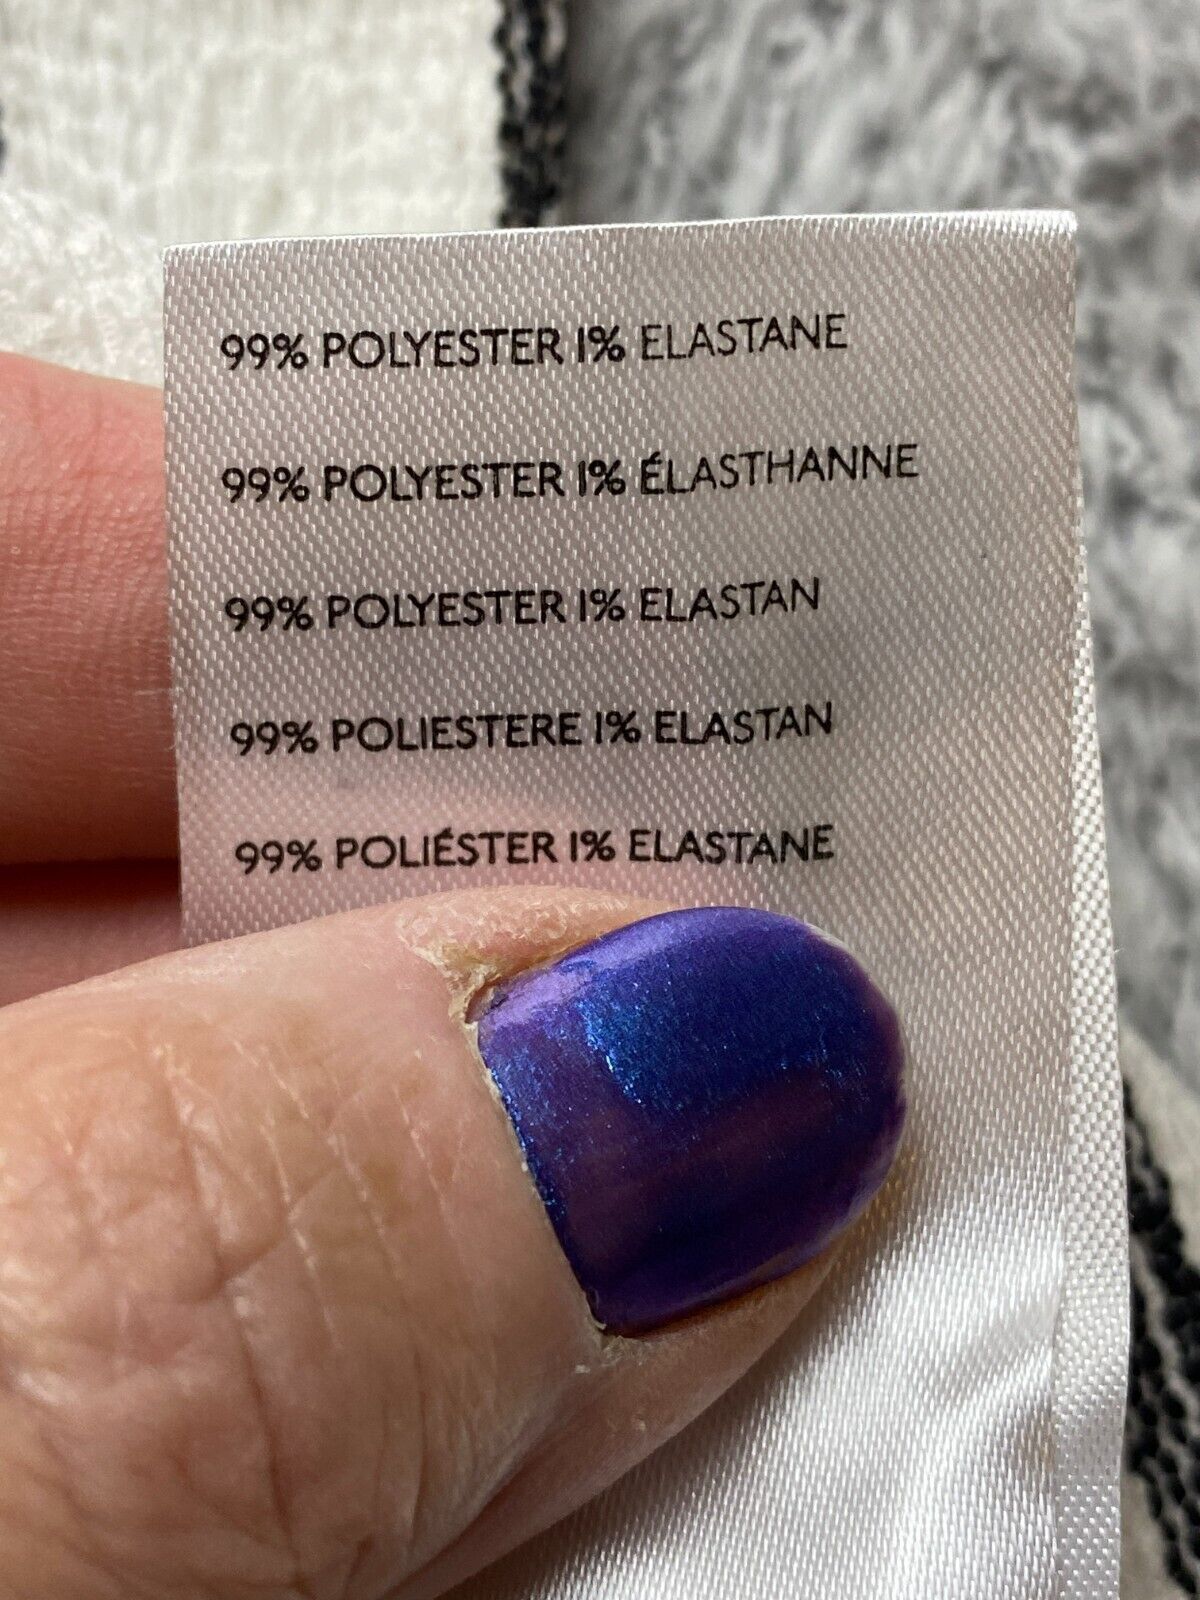 99% POLYESTER 1% ELASTANE
99% POLYESTER 1% ÉLASTHANNE
99% POLYESTER 1% ELASTAN
99% POLIESTERE 1% ELASTAN
99% POLIÉSTER 1% ELASTANE